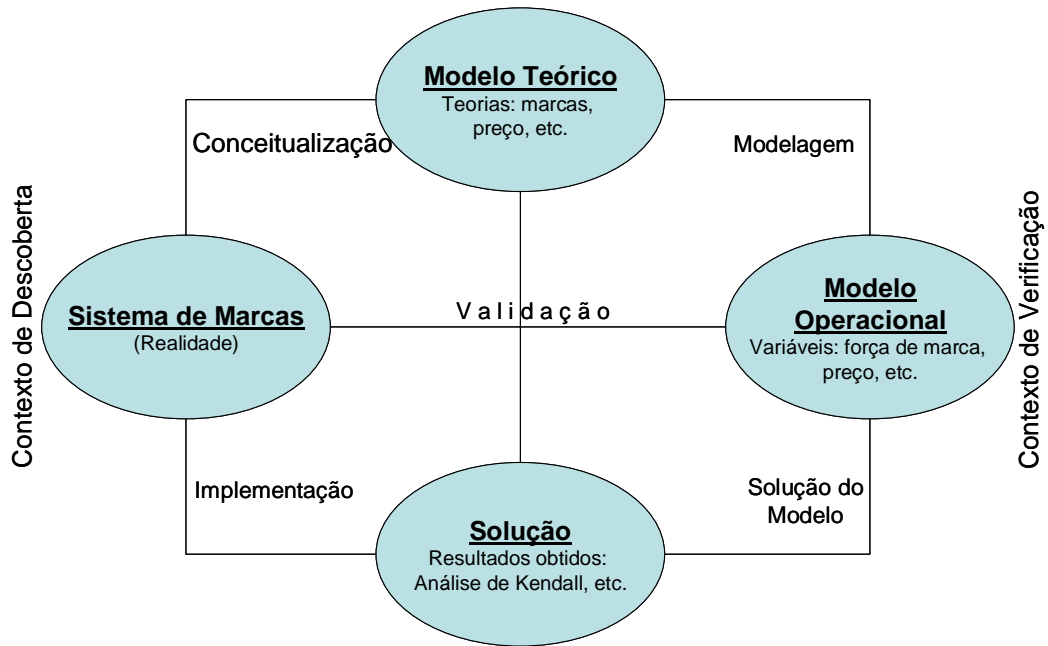 Modelo Teórico
Teorias: marcas,
preço, etc.
Conceitualização
Modelagem
Contexto de Descoberta
Contexto de Verificação
Sistema de Marcas
(Realidade)
Validação
Modelo
Operacional
Variáveis: força de marca,
preço, etc.
Implementação
Solução do
Modelo
Solução
Resultados obtidos:
Análise de Kendall, etc.